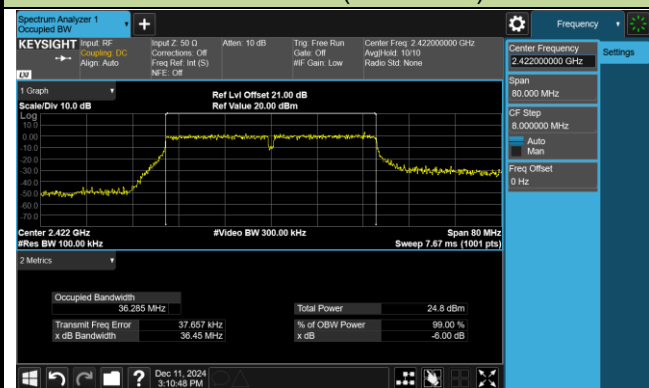 Spectrum Analyzer 1
Occupied BW
Frequency
KEYSIGHT
Input: RF
Coupling: DC
Align: Auto
Input Z: 50 Ω
Corrections: Off
Freq Ref: Int (S)
NFE: Off
Atten: 10 dB
Trig: Free Run
Gate: Off
#IF Gain: Low
Center Freq: 2.422000000 GHz
Avg|Hold: 10/10
Radio Std: None
LXI
Center Frequency
2.422000000 GHz
Settings
Span
80.000 MHz
CF Step
8.000000 MHz
Auto
Man
Freq Offset
0 Hz
1 Graph
Scale/Div 10.0 dB
Ref Lvl Offset 21.00 dB
Ref Value 20.00 dBm
Log
10.0
0.00
-10.0
-20.0
-30.0
-40.0
-50.0
-60.0
-70.0
Center 2.422 GHz
#Video BW 300.00 kHz
Span 80 MHz
#Res BW 100.00 kHz
Sweep 7.67 ms (1001 pts)
2 Metrics
Occupied Bandwidth
36.285 MHz
Total Power 24.8 dBm
Transmit Freq Error 37.657 kHz
% of OBW Power 99.00 %
x dB Bandwidth 36.45 MHz
x dB -6.00 dB
Dec 11, 2024
3:10:48 PM